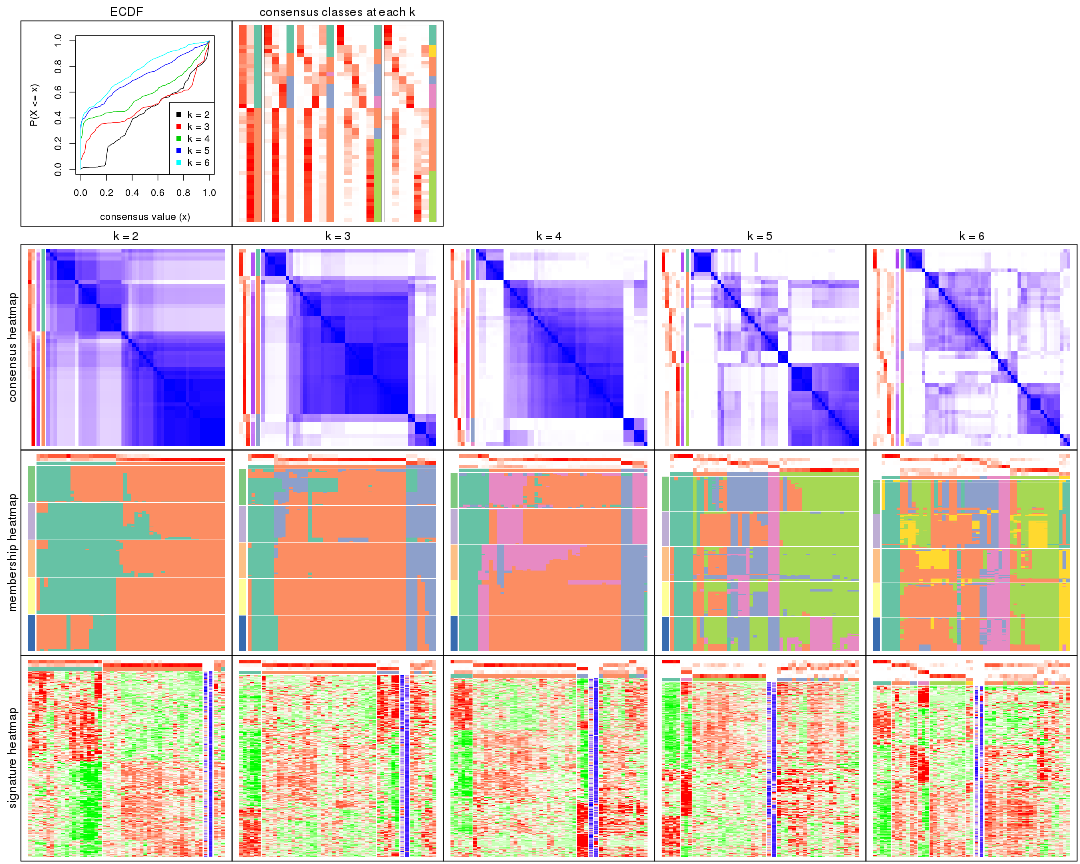 ECDF
consensus classes at each k
P(X <= x)
0.0 0.2 0.4 0.6 0.8 1.0
k = 2
k = 3
k = 4
k = 5
k = 6
0.0 0.2 0.4 0.6 0.8 1.0
consensus value (x)
k = 2
k = 3
k = 4
k = 5
k = 6
consensus heatmap
membership heatmap
signature heatmap